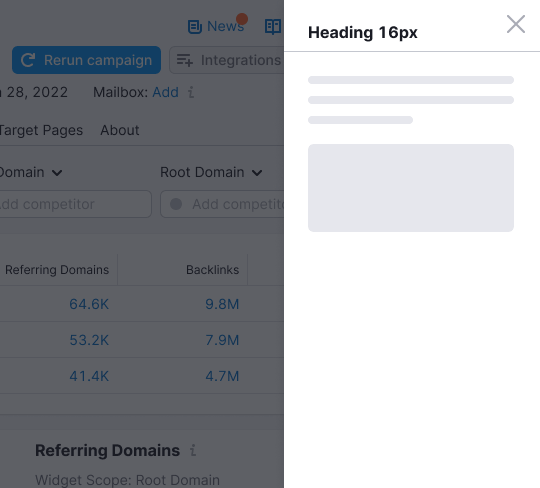 News
Heading 16px
Rerun campaign
Integrations
28, 2022 Mailbox: Add
Target Pages About
Domain Root Domain
Add competitor Add competitor
Referring Domains Backlinks
64.6K 9.8M
53.2K 7.9M
41.4K 4.7M
Referring Domains
Widget Scope: Root Domain